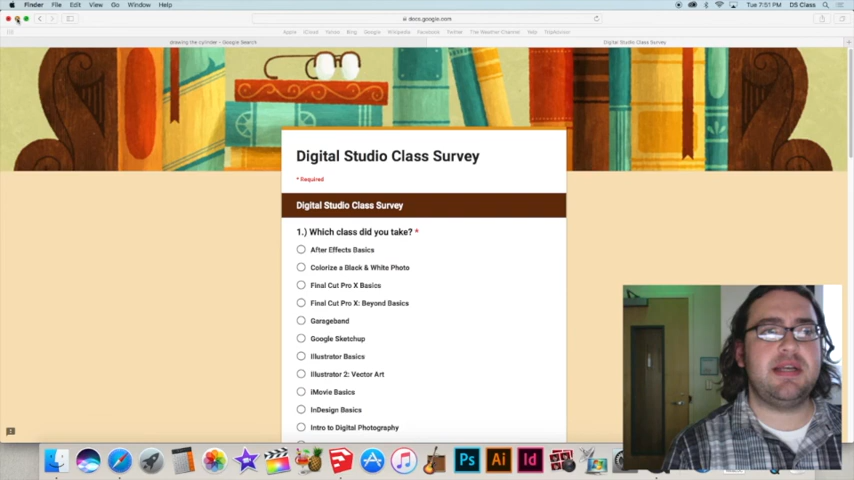 Finder File Edit View Go Window Help
Tue 7:51 PM DS Class
docs.google.com
Apple iCloud Yahoo Bing Google Wikipedia Facebook Twitter The Weather Channel Yelp TripAdvisor
drawing the cylinder - Google Search
Digital Studio Class Survey
Digital Studio Class Survey
* Required
Digital Studio Class Survey
1.) Which class did you take? *
After Effects Basics
Colorize a Black & White Photo
Final Cut Pro X Basics
Final Cut Pro X: Beyond Basics
Garageband
Google Sketchup
Illustrator Basics
Illustrator 2: Vector Art
iMovie Basics
InDesign Basics
Intro to Digital Photography
Ps Ai Id